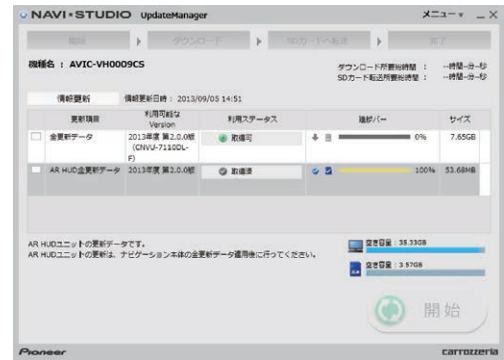 NAVI*STUDIO UpdateManager
メニュー
開始
ダウンロード
SDカードへ転送
完了
機種名 : AVIC-VH0009CS
ダウンロード所要総時間 : --時間-分-秒
SDカード転送所要総時間 : --時間-分-秒
情報更新
情報更新日時 : 2013/09/05 14:51
更新項目
利用可能な
Version
利用ステータス
進捗バー
サイズ
全更新データ
2013年度 第2.0.0版
(CNVU-7110DL-
F)
取得可
0%
7.65GB
AR HUD全更新データ
2013年度 第2.0.0版
取得済
100%
53.68MB
AR HUDユニットの更新データです。
AR HUDユニットの更新は、ナビゲーション本体の全更新データ適用後に行ってください。
空き容量 : 35.33GB
空き容量 : 3.57GB
開始
Pioneer
carrozzeria